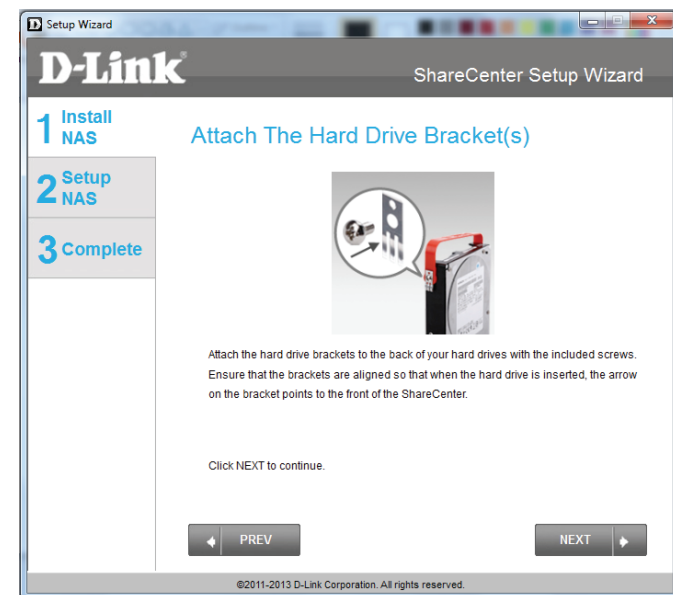 Setup Wizard
D-Link
ShareCenter Setup Wizard
1 Install
NAS
2 Setup
NAS
3 Complete
Attach The Hard Drive Bracket(s)
Attach the hard drive brackets to the back of your hard drives with the included screws.
Ensure that the brackets are aligned so that when the hard drive is inserted, the arrow
on the bracket points to the front of the ShareCenter.
Click NEXT to continue.
PREV
NEXT
©2011-2013 D-Link Corporation. All rights reserved.